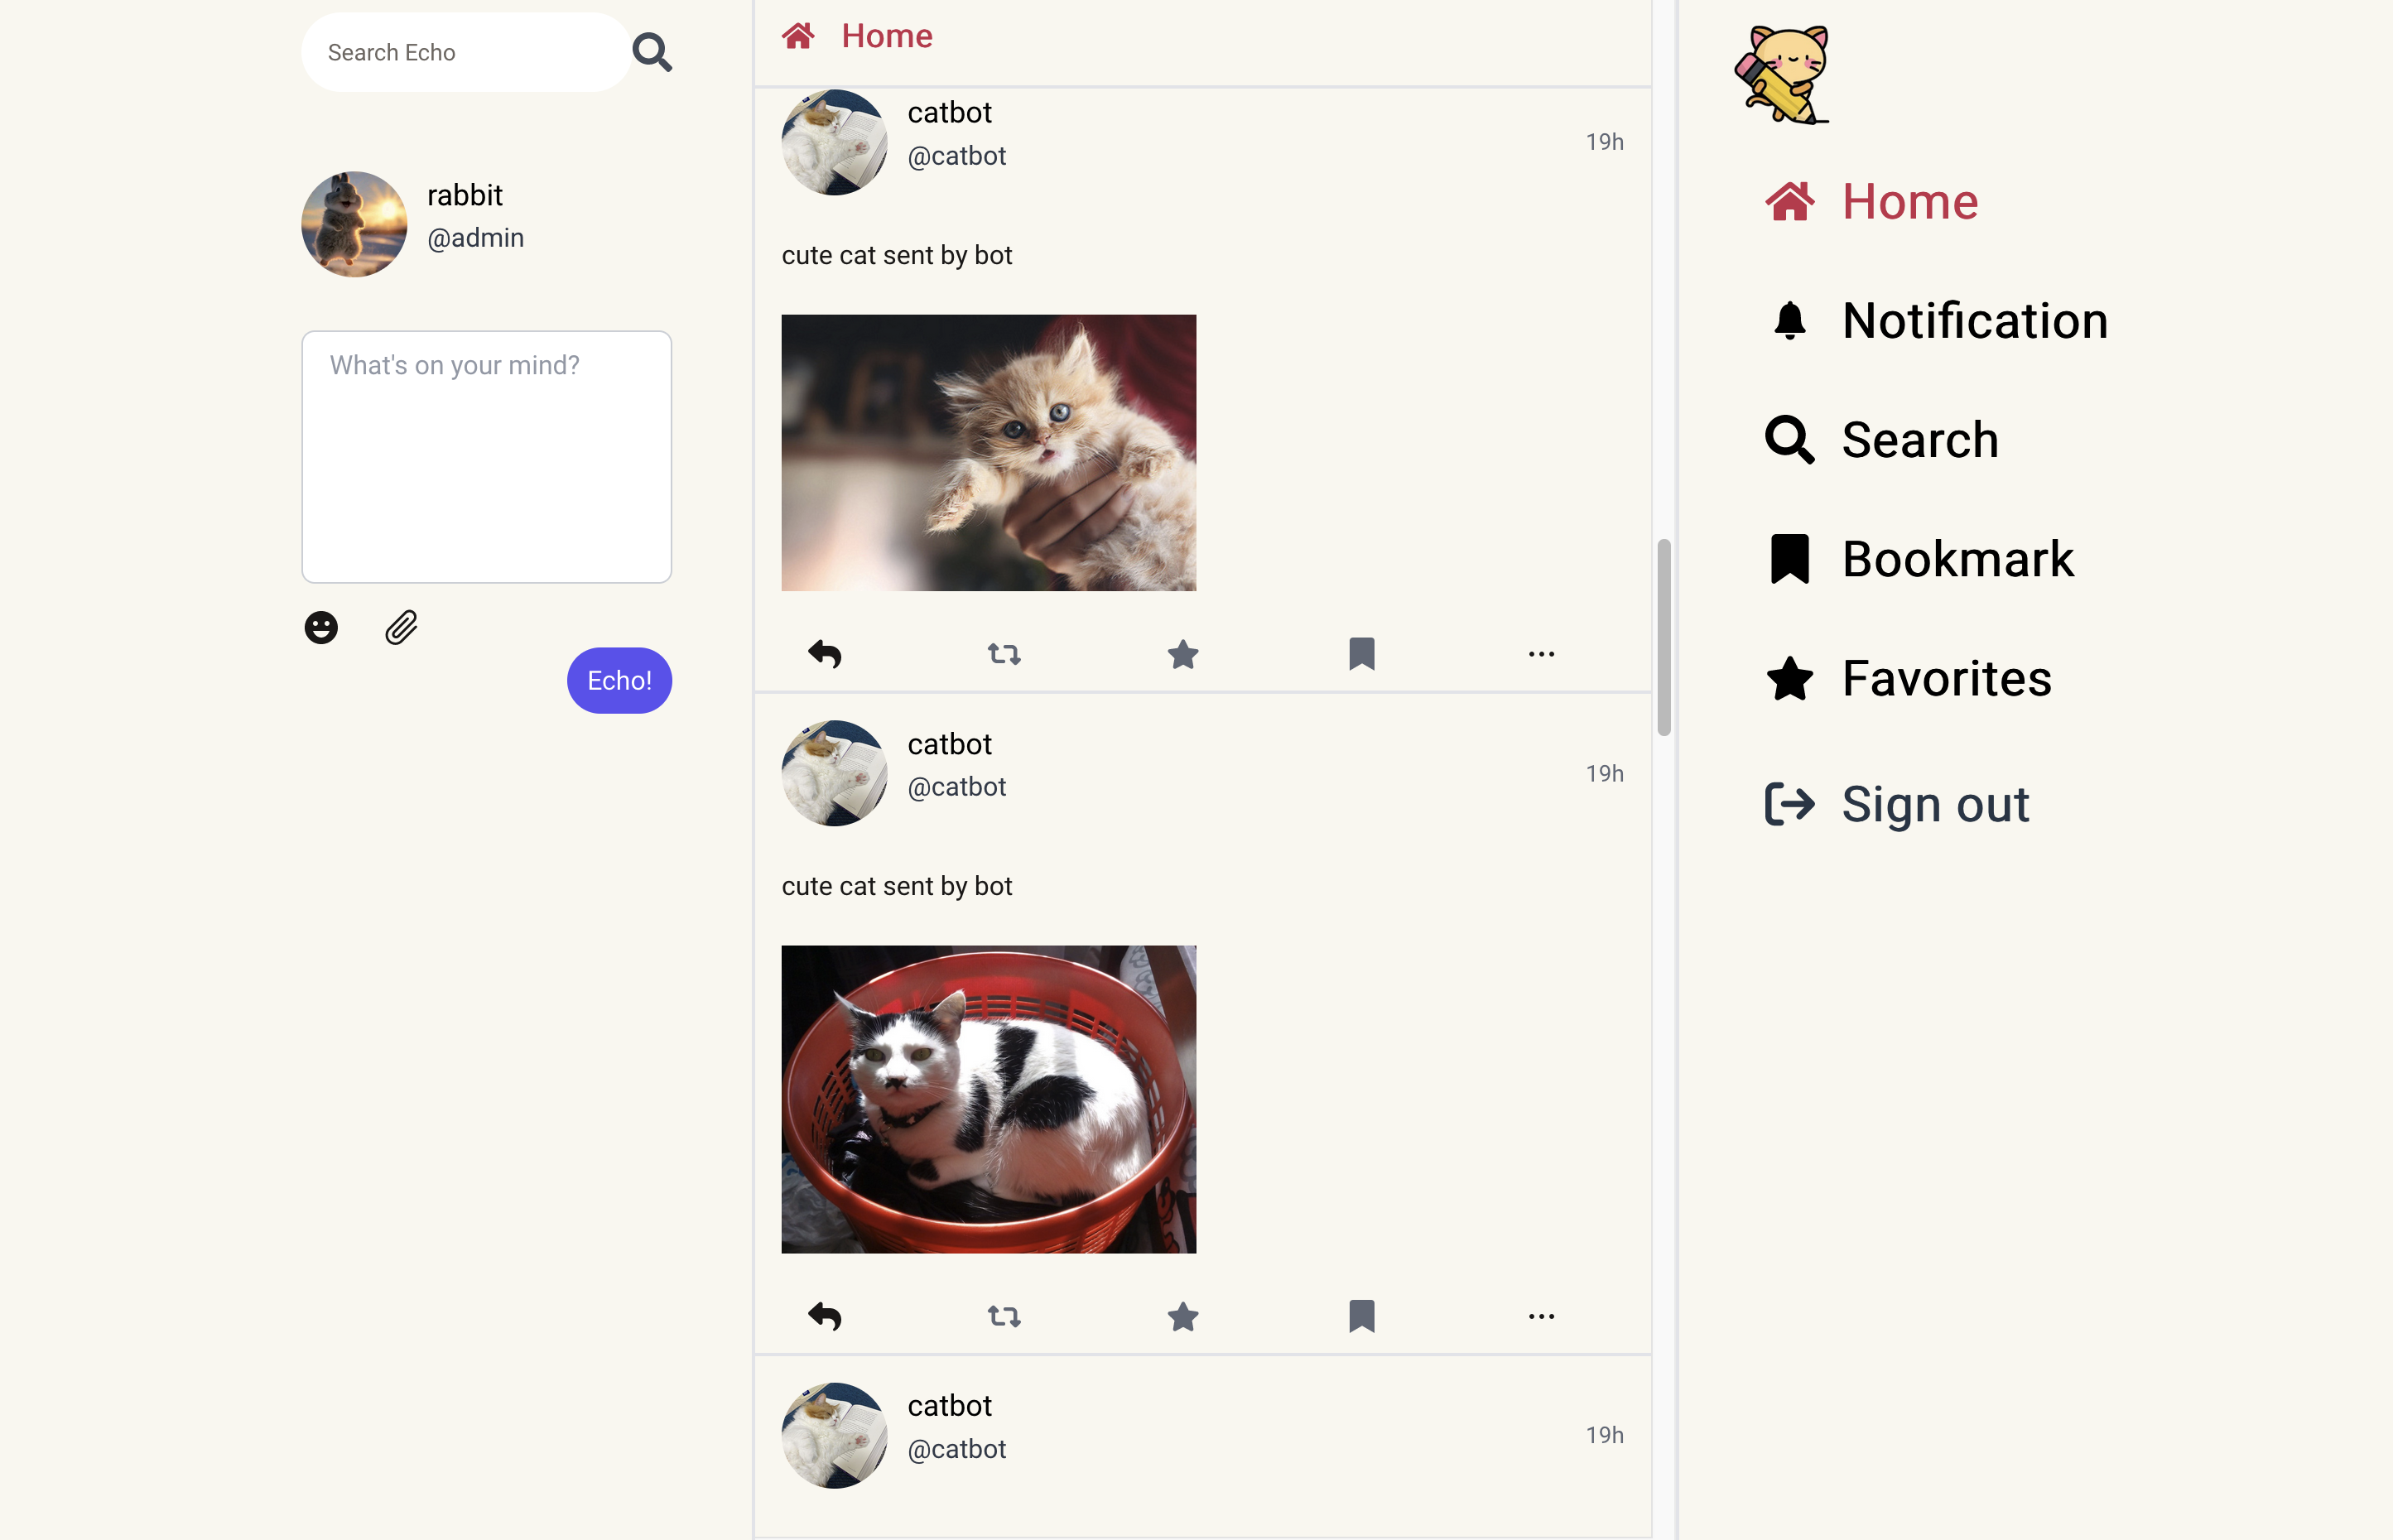 Search Echo
rabbit
@admin
What's on your mind?
Echo!
Home
catbot
@catbot
19h
cute cat sent by bot
catbot
@catbot
19h
cute cat sent by bot
catbot
@catbot
19h
Home
Notification
Search
Bookmark
Favorites
Sign out